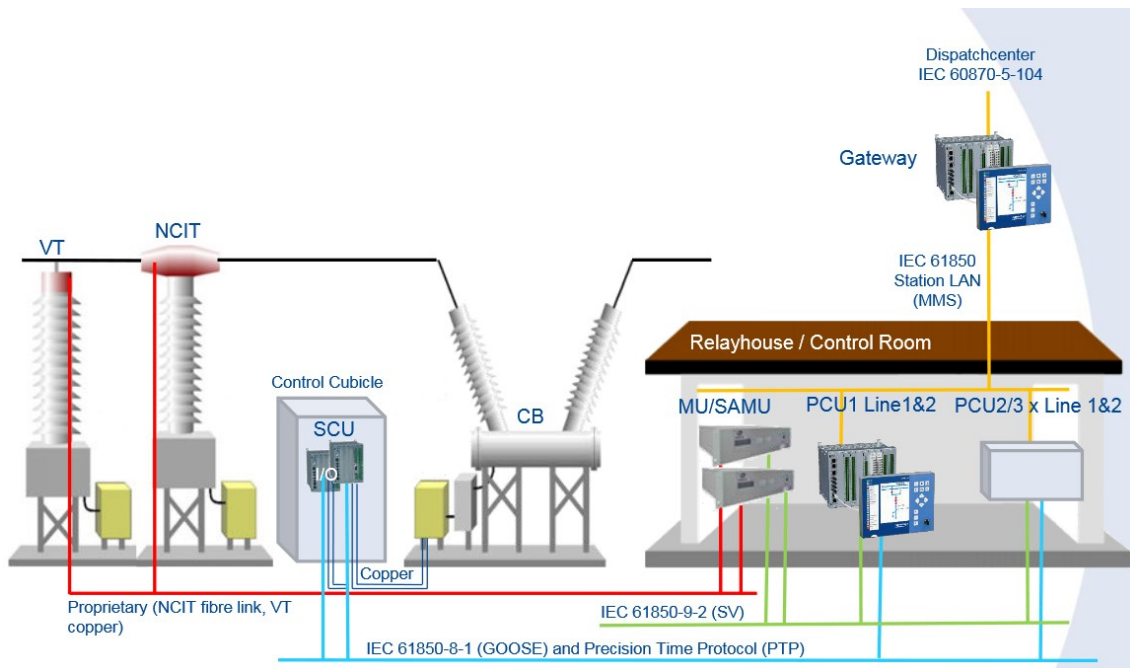 Dispatchcenter
IEC 60870-5-104
Gateway
NCIT
VT
IEC 61850
Station LAN
(MMS)
Relayhouse / Control Room
Control Cubicle
SCU
I/O
CB
MU/SAMU
PCU1 Line1&2
PCU2/3 x Line 1&2
Copper
Proprietary (NCIT fibre link, VT
copper)
IEC 61850-9-2 (SV)
IEC 61850-8-1 (GOOSE) and Precision Time Protocol (PTP)